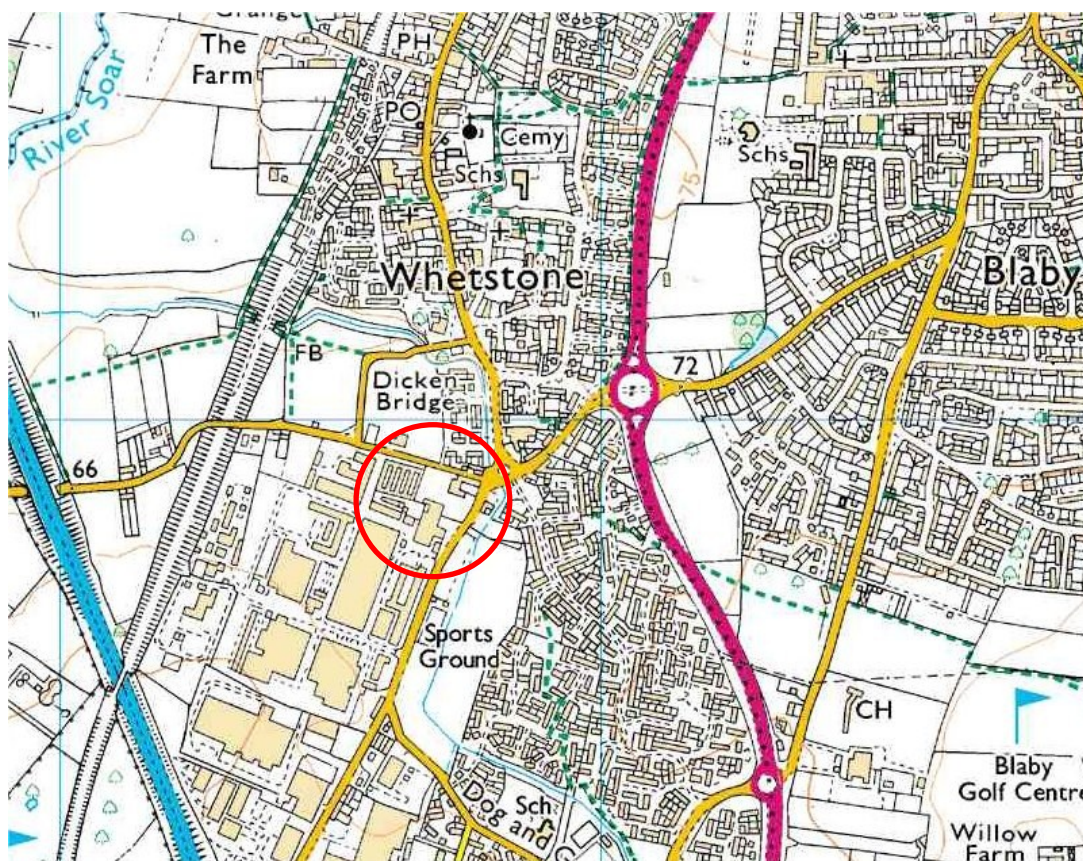 Grange
The
Farm
PH
River Soar
PO
Cemy
Schs
Schs
75
Whetstone
Blaby
FB
72
Dicken
Bridge
66
Sports
Ground
CH
Sch
Dog and
G
Blaby
Golf Centre
Willow
Farm